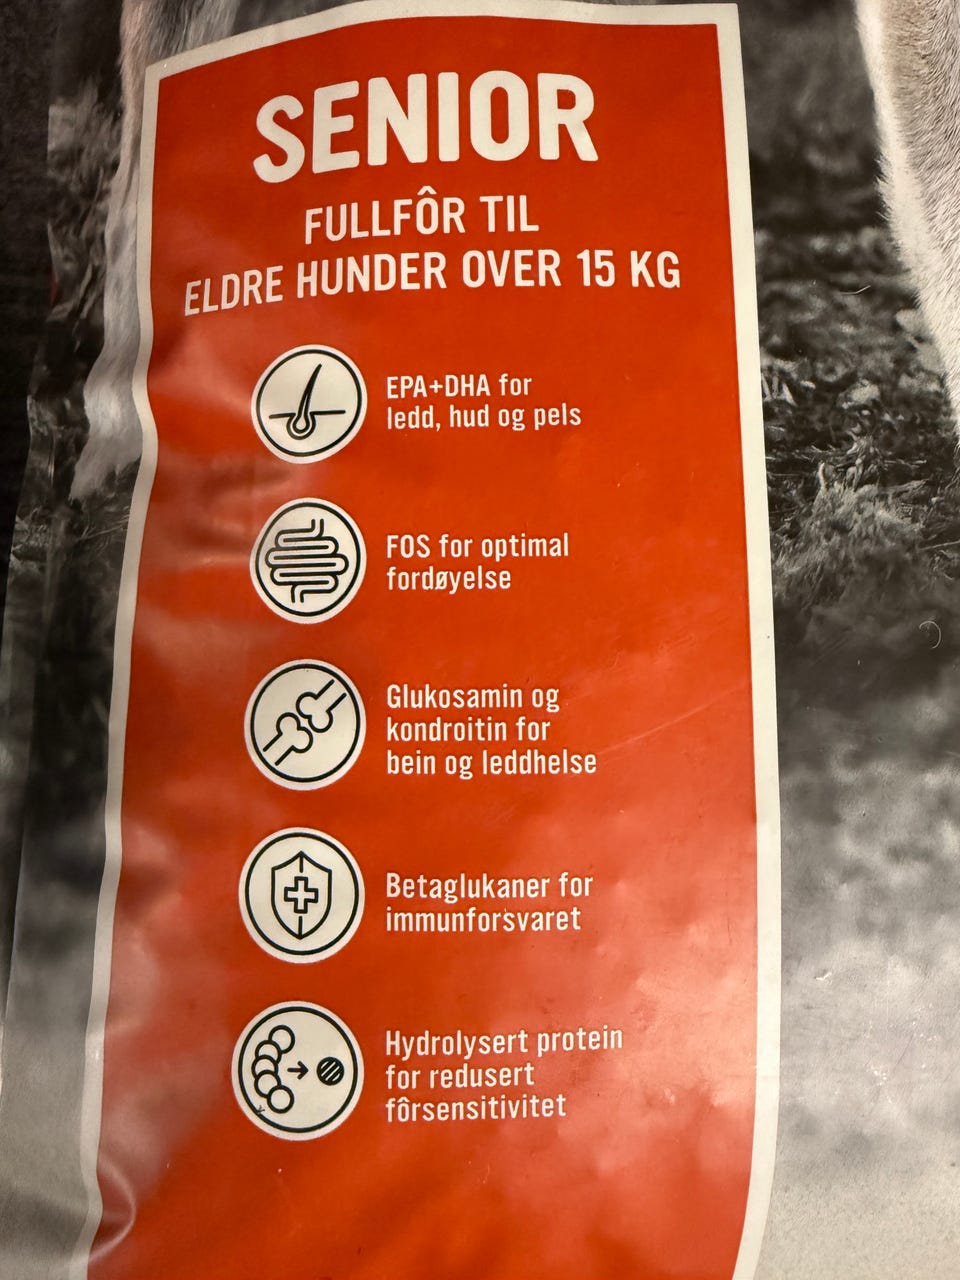 SENIOR
FULLFÔR TIL
ELDRE HUNDER OVER 15 KG
EPA+DHA for
ledd, hud og pels
FOS for optimal
fordøyelse
Glukosamin og
kondroitin for
bein og leddhelse
Betaglukaner for
immunforsvaret
Hydrolysert protein
for redusert
fôrsensitivitet